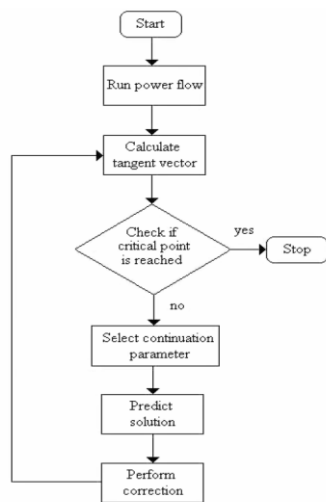 Start
Run power flow
Calculate
tangent vector
Check if
critical point
is reached
yes
Stop
no
Select continuation
parameter
Predict
solution
Perform
correction